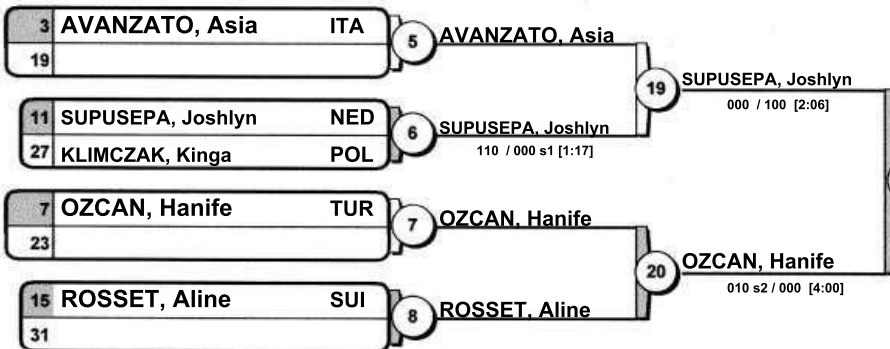 3 AVANZATO, Asia ITA
19
5
AVANZATO, Asia
11 SUPUSEPA, Joshlyn NED
27 KLIMCZAK, Kinga POL
6
SUPUSEPA, Joshlyn
110 / 000 s1 [1:17]
19
SUPUSEPA, Joshlyn
000 / 100 [2:06]
7 OZCAN, Hanife TUR
23
7
OZCAN, Hanife
15 ROSSET, Aline SUI
31
8
ROSSET, Aline
20
OZCAN, Hanife
010 s2 / 000 [4:00]